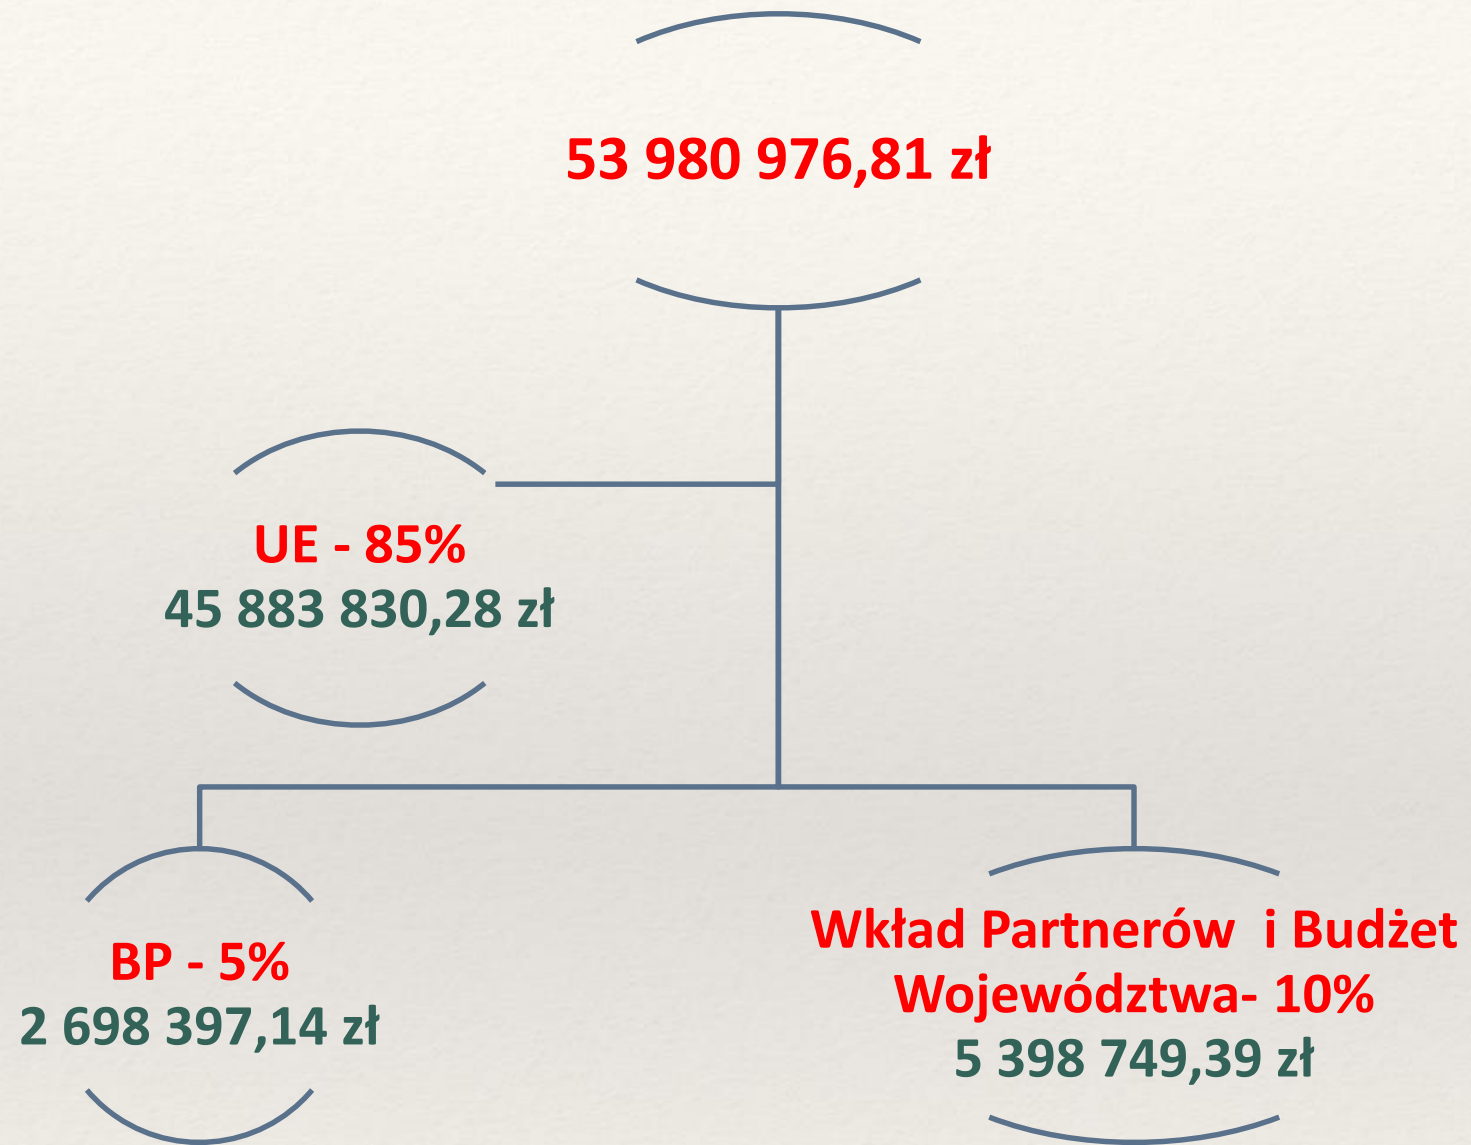 53 980 976,81 zł
UE - 85%
45 883 830,28 zł
BP - 5%
2 698 397,14 zł
Wkład Partnerów  i Budżet
Województwa- 10%
5 398 749,39 zł